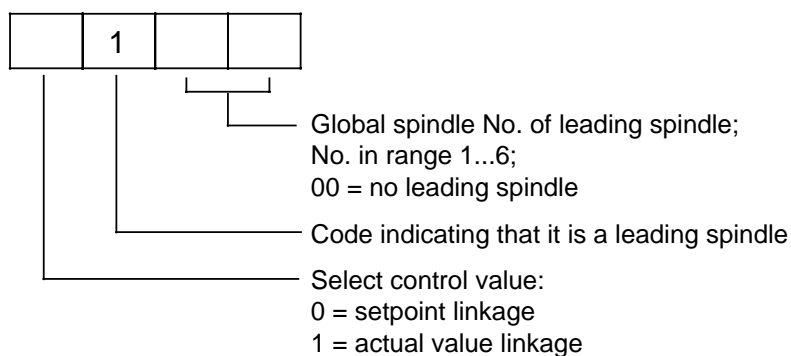 1
Global spindle No. of leading spindle;
No. in range 1...6;
00 = no leading spindle
Code indicating that it is a leading spindle
Select control value:
0 = setpoint linkage
1 = actual value linkage